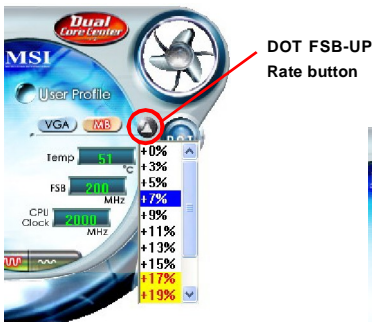 Dual
Core Center
MSI
User Profile
VGA
MB
DOT
Temp
51
°C
FSB
200
MHz
CPU
Clock
2000
MHz
+0%
+3%
+5%
+7%
+9%
+11%
+13%
+15%
+17%
+19%
DOT FSB-UP
Rate button